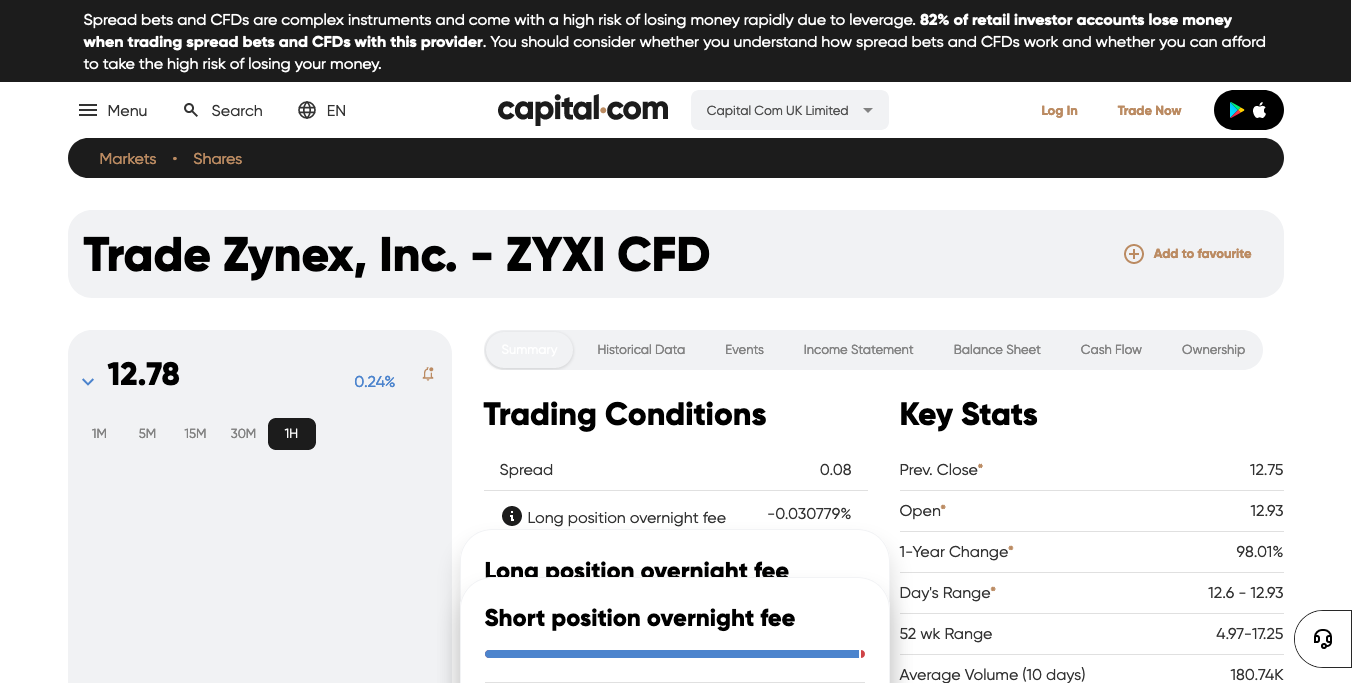 Spread bets and CFDs are complex instruments and come with a high risk of losing money rapidly due to leverage. 82% of retail investor accounts lose money
when trading spread bets and CFDs with this provider. You should consider whether you understand how spread bets and CFDs work and whether you can afford
to take the high risk of losing your money.
Menu Search EN capital.com Capital Com UK Limited Log In Trade Now
Markets • Shares
Trade Zynex, Inc. - ZYXI CFD Add to favourite
12.78 0.24%
1M 5M 15M 30M 1H
Summary Historical Data Events Income Statement Balance Sheet Cash Flow Ownership
Trading Conditions
Spread 0.08
Long position overnight fee -0.030779%
Long position overnight fee
Short position overnight fee
Key Stats
Prev. Close* 12.75
Open* 12.93
1-Year Change* 98.01%
Day's Range* 12.6 - 12.93
52 wk Range 4.97-17.25
Average Volume (10 days) 180.74K